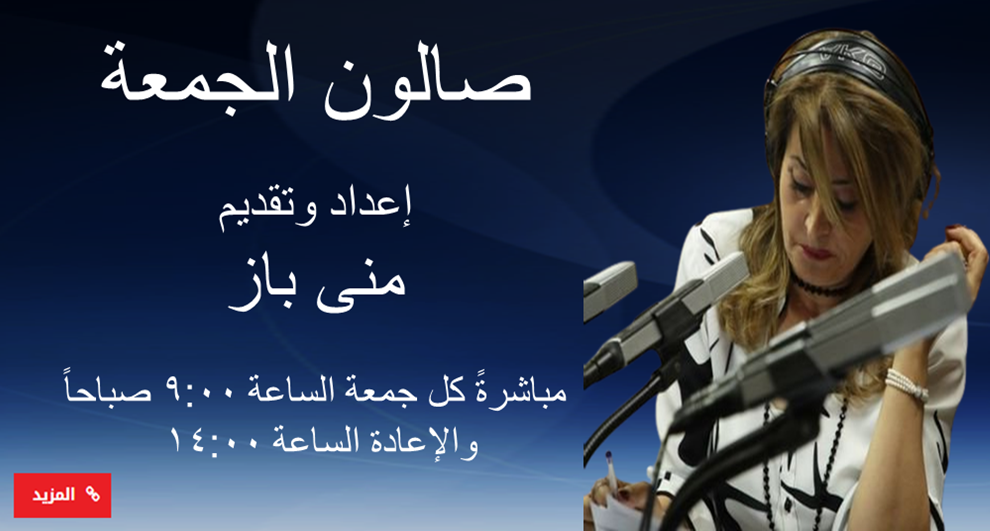 صالون الجمعة
إعداد وتقديم
منى باز
مباشرةً كل جمعة الساعة ٩:٠٠ صباحاً
والإعادة الساعة ١٤:٠٠
المزيد